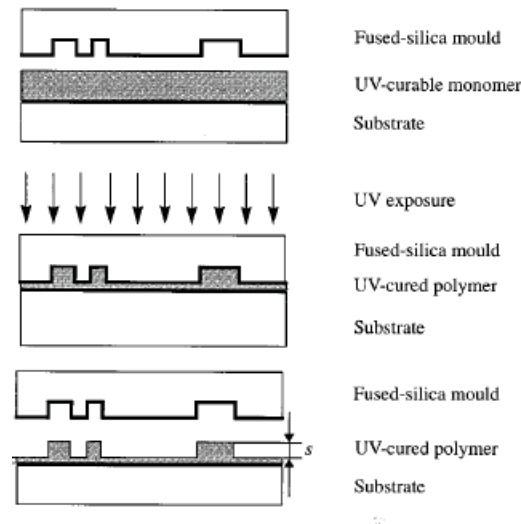 Fused-silica mould
UV-curable monomer
Substrate
UV exposure
Fused-silica mould
UV-cured polymer
Substrate
Fused-silica mould
s
UV-cured polymer
Substrate